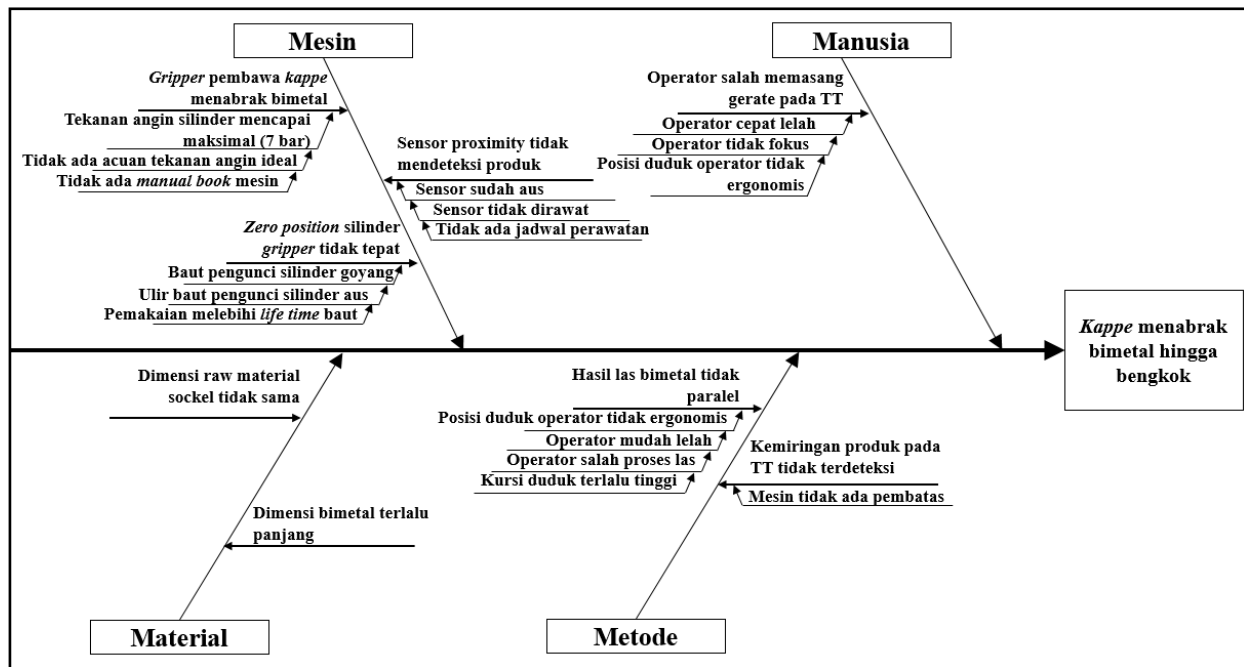 Mesin
Manusia
Gripper pembawa kappe
menabrak bimetal
Tekanan angin silinder mencapai
maksimal (7 bar)
Tidak ada acuan tekanan angin ideal
Tidak ada manual book mesin
Sensor proximity tidak
mendeteksi produk
Sensor sudah aus
Sensor tidak dirawat
Tidak ada jadwal perawatan
Zero position silinder
gripper tidak tepat
Baut pengunci silinder goyang
Ulir baut pengunci silinder aus
Pemakaian melebihi life time baut
Operator salah memasang
gerate pada TT
Operator cepat lelah
Operator tidak fokus
Posisi duduk operator tidak
ergonomis
Kappe menabrak
bimetal hingga
bengkok
Dimensi raw material
sockel tidak sama
Dimensi bimetal terlalu
panjang
Hasil las bimetal tidak
paralel
Posisi duduk operator tidak ergonomis
Operator mudah lelah
Operator salah proses las
Kursi duduk terlalu tinggi
Kemiringan produk pada
TT tidak terdeteksi
Mesin tidak ada pembatas
Material
Metode